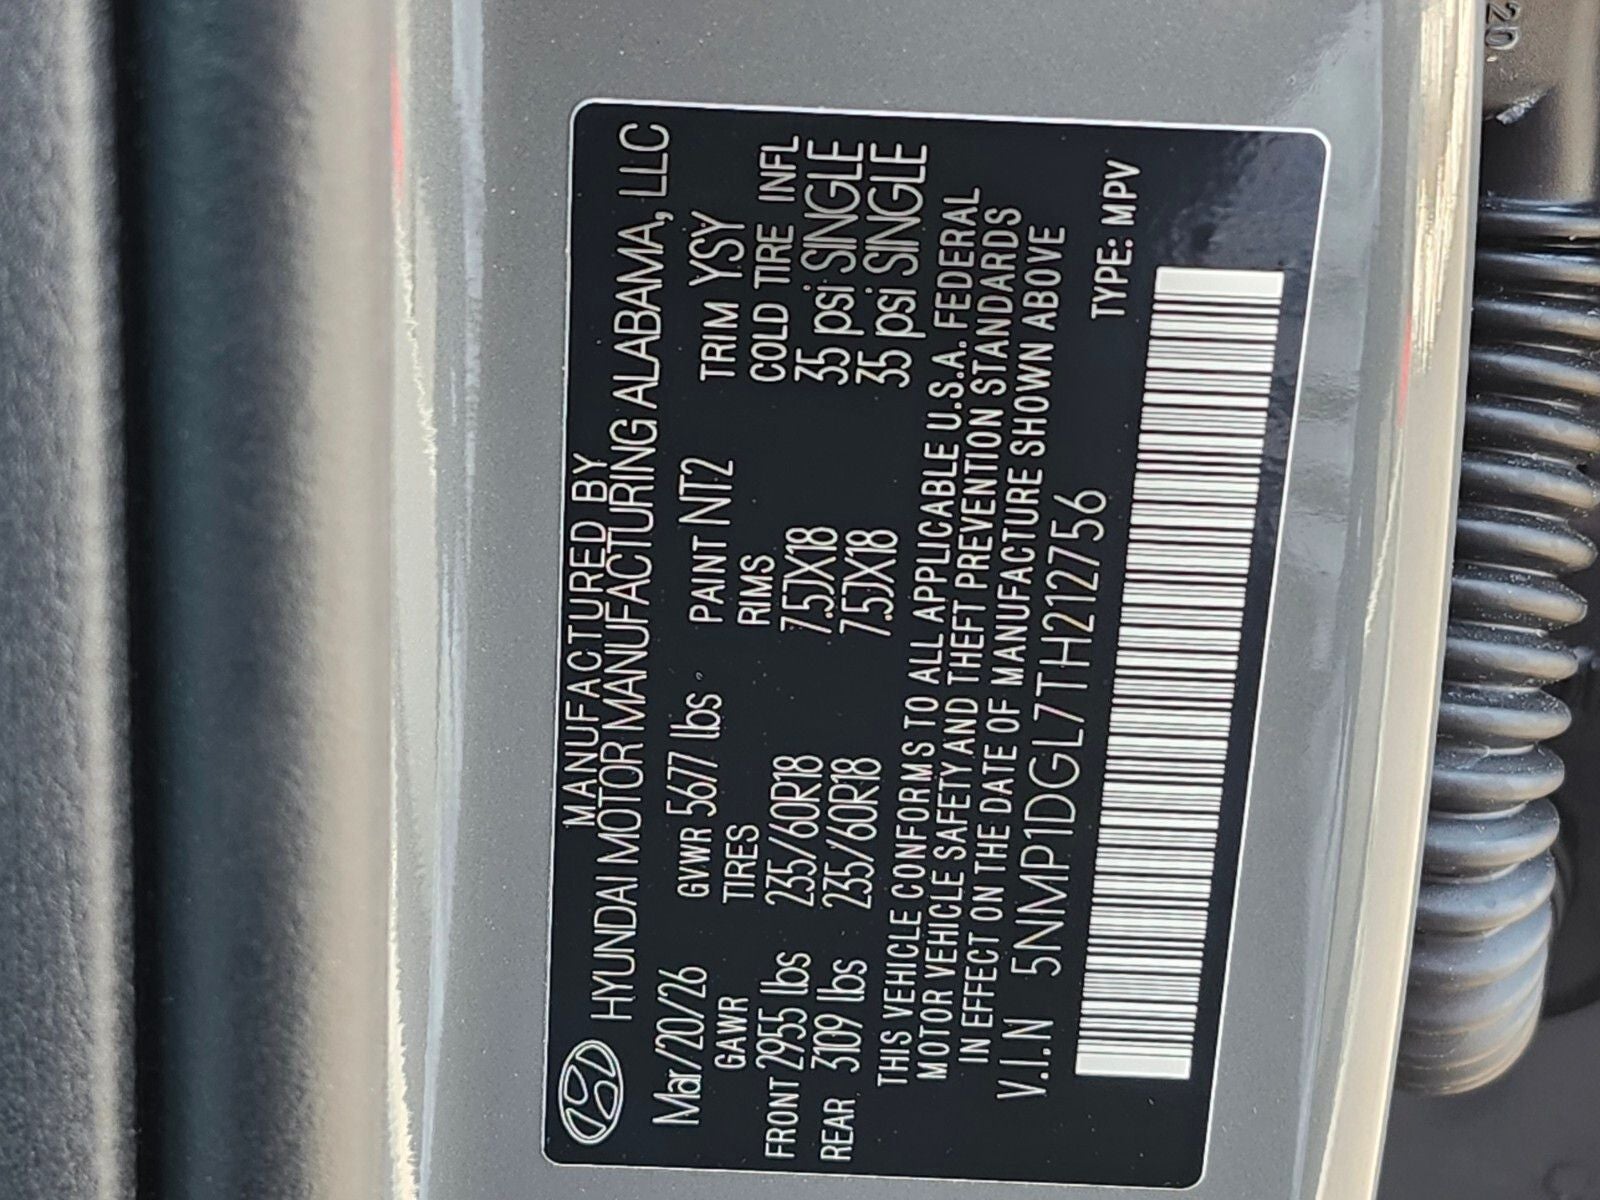 MANUFACTURED BY
HYUNDAI MOTOR MANUFACTURING ALABAMA, LLC
Mar/20/26 GVWR 5677 lbs PAINT NT2 TRIM YSY
GAWR TIRES RIMS COLD TIRE INFL
FRONT 2955 lbs 235/60R18 7.5JX18 35 psi SINGLE
REAR 3109 lbs 235/60R18 7.5JX18 35 psi SINGLE
THIS VEHICLE CONFORMS TO ALL APPLICABLE U.S.A. FEDERAL
MOTOR VEHICLE SAFETY AND THEFT PREVENTION STANDARDS
IN EFFECT ON THE DATE OF MANUFACTURE SHOWN ABOVE
V.I.N 5NMP1DGL7TH212756
TYPE: MPV